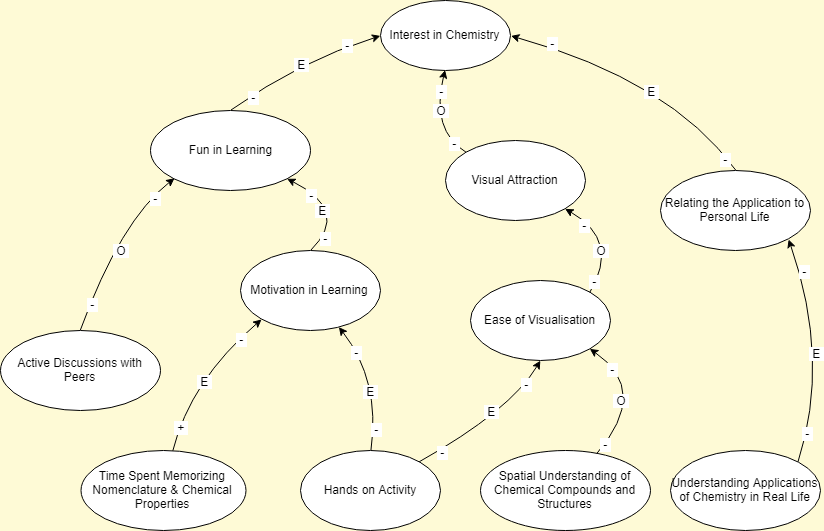 Interest in Chemistry
-
-
E
E
-
O
-
Fun in Learning
-
-
Visual Attraction
-
-
E
-
Relating the Application to
Personal Life
-
O
-
O
-
-
Motivation in Learning
-
Ease of Visualisation
-
-
-
E
Active Discussions with
Peers
E
E
-
-
O
E
+
-
-
-
-
Time Spent Memorizing
Nomenclature & Chemical
Properties
Hands on Activity
Spatial Understanding of
Chemical Compounds and
Structures
Understanding Applications
of Chemistry in Real Life